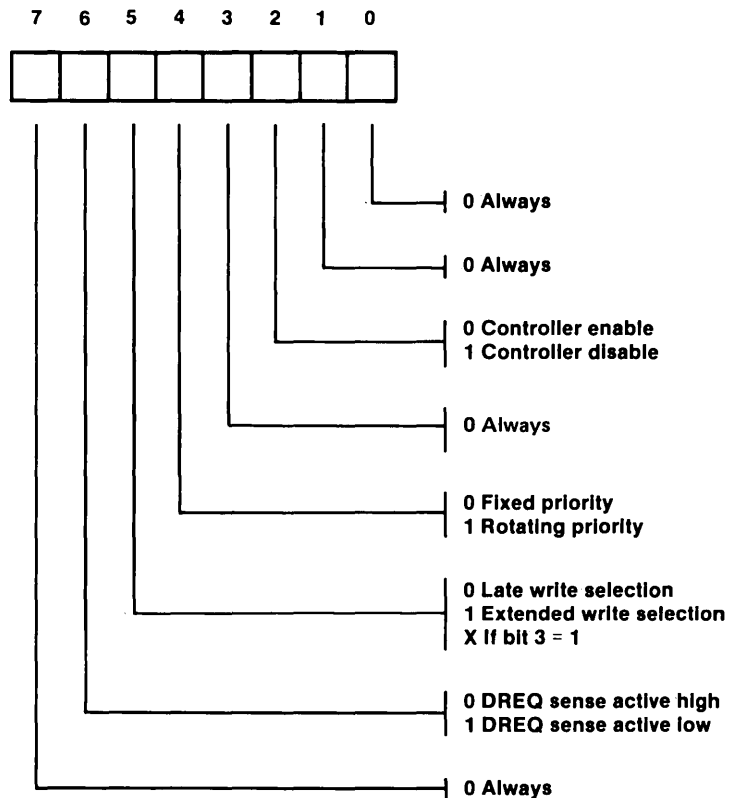 7 6 5 4 3 2 1 0
0 Always
0 Always
0 Controller enable
1 Controller disable
0 Always
0 Fixed priority
1 Rotating priority
0 Late write selection
1 Extended write selection
X If bit 3 = 1
0 DREQ sense active high
1 DREQ sense active low
0 Always